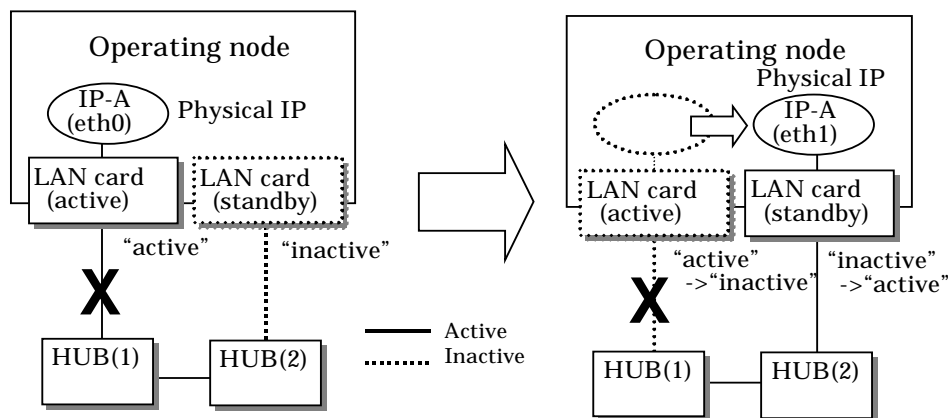 Operating node
IP-A
(eth0)
Physical IP
LAN card
(active)
LAN card
(standby)
“active”
“inactive”
HUB(1)
HUB(2)
Active
Inactive
Operating node
Physical IP
IP-A
(eth1)
LAN card
(active)
LAN card
(standby)
“active”
->“inactive”
“inactive”
->“active”
X
X
HUB(1)
HUB(2)